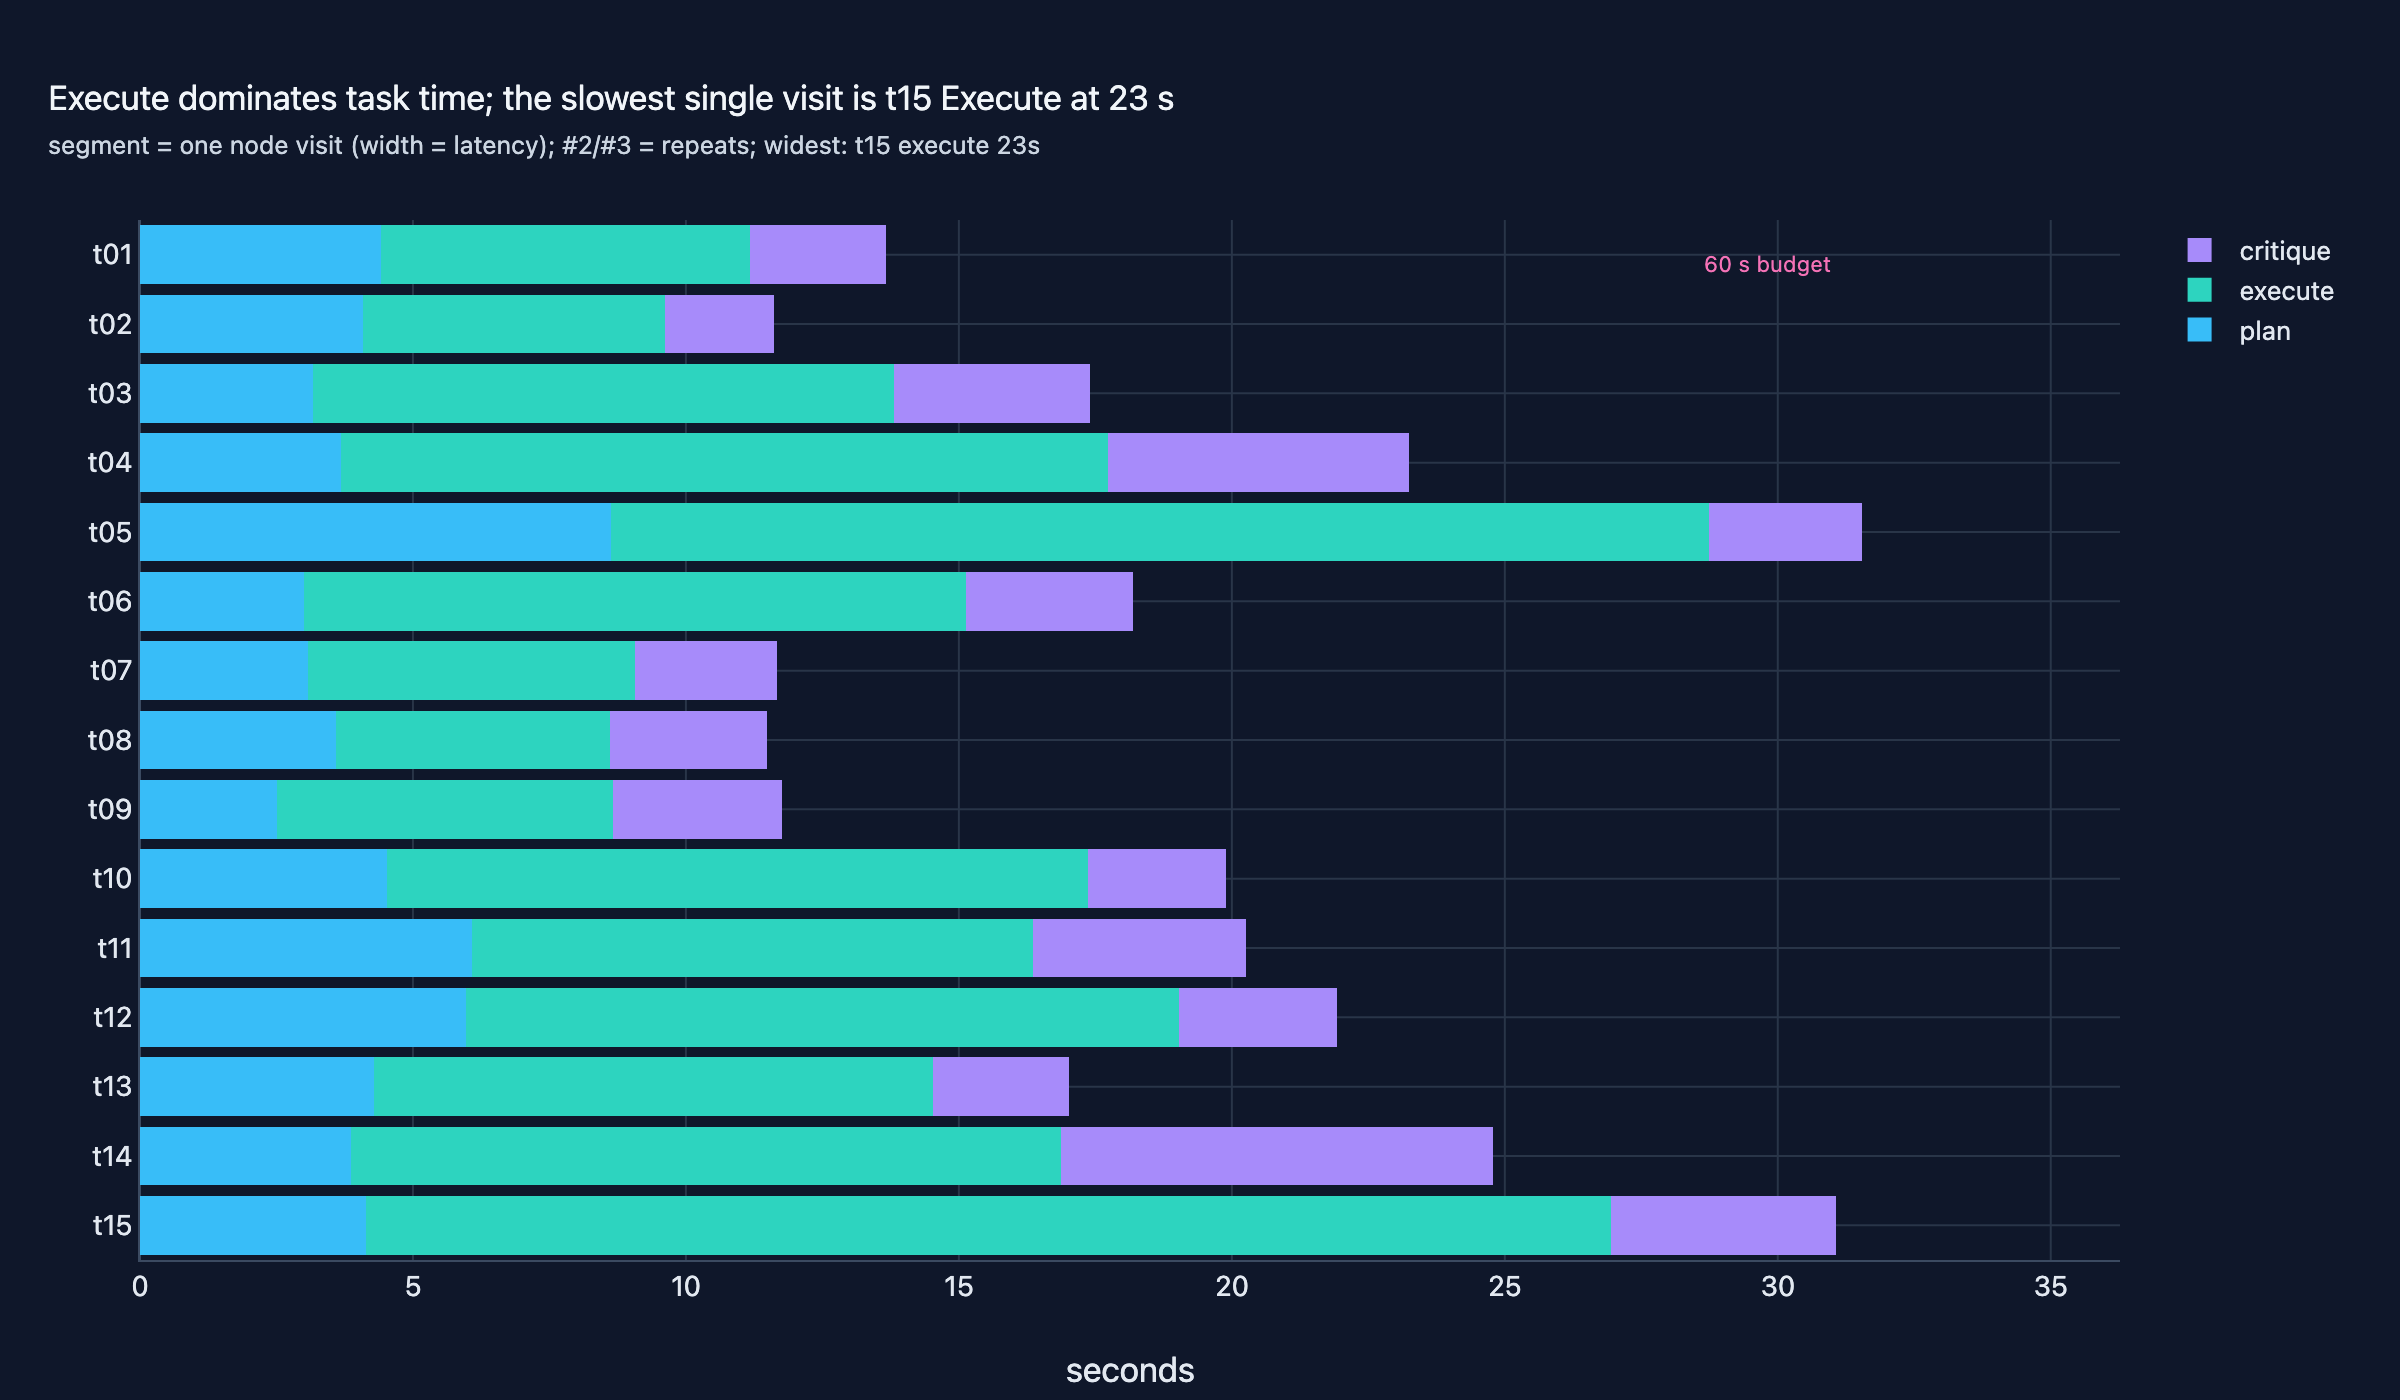 Execute dominates task time; the slowest single visit is t15 Execute at 23 s
segment = one node visit (width = latency); #2/#3 = repeats; widest: t15 execute 23s
60 s budget
critique
execute
plan
t01
t02
t03
t04
t05
t06
t07
t08
t09
t10
t11
t12
t13
t14
t15
0 5 10 15 20 25 30 35
seconds